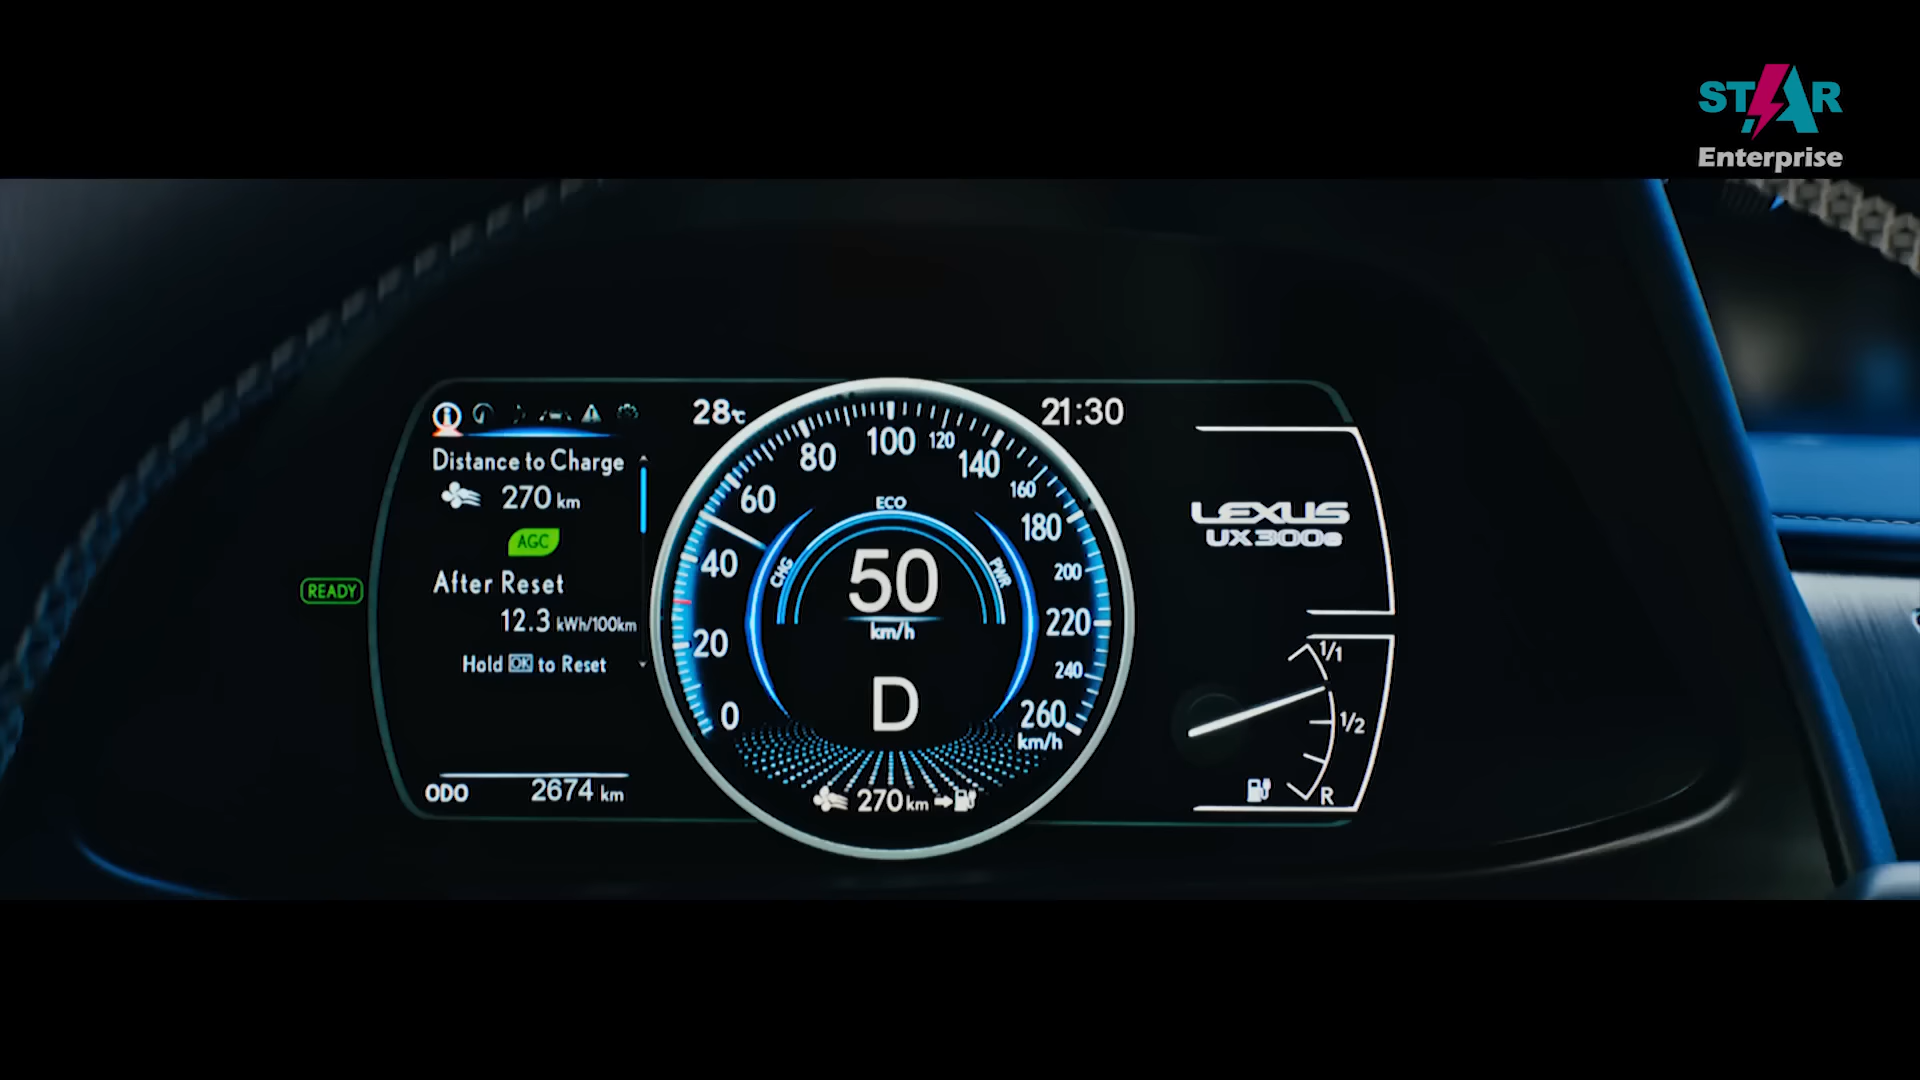 STAR
Enterprise
28℃
21:30
Distance to Charge
270 km
AGC
After Reset
12.3 kWh/100km
Hold OK to Reset
ODO 2674 km
READY
0
20
40
60
80
100
120
140
160
180
200
220
240
260
km/h
CHG
ECO
PWR
50
km/h
D
270 km
LEXUS
UX300e
1/1
1/2
R